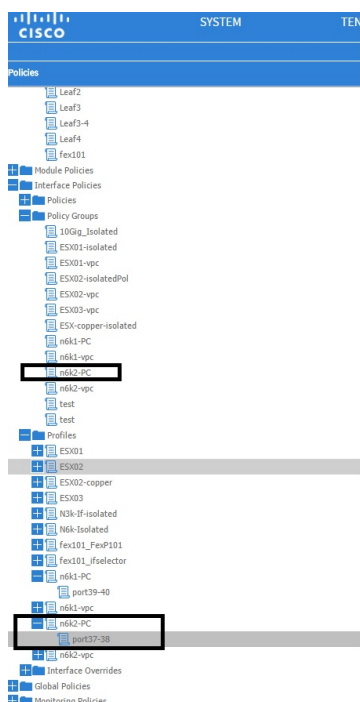 CISCO
SYSTEM
TEN
Policies
Leaf2
Leaf3
Leaf3-4
Leaf4
fex101
Module Policies
Interface Policies
Policies
Policy Groups
10Gig_Isolated
ESX01-isolated
ESX01-vpc
ESX02-isolatedPol
ESX02-vpc
ESX03-vpc
ESX-copper-isolated
n6k1-PC
n6k1-vpc
n6k2-PC
n6k2-vpc
test
test
Profiles
ESX01
ESX02
ESX02-copper
ESX03
N3k-If-isolated
N6k-Isolated
fex101_FexP101
fex101_ifselector
n6k1-PC
port39-40
n6k1-vpc
n6k2-PC
port37-38
n6k2-vpc
Interface Overrides
Global Policies
Monitoring Policies